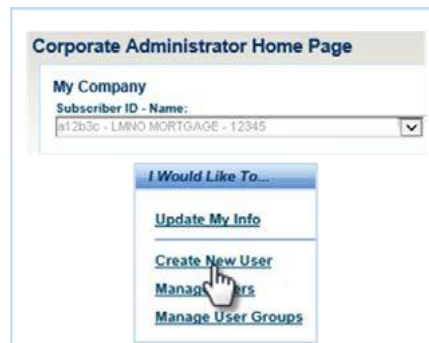 Corporate Administrator Home Page
My Company
Subscriber ID - Name:
a12b3c - LMNO MORTGAGE - 12345
I Would Like To...
Update My Info
Create New User
Manage User Groups